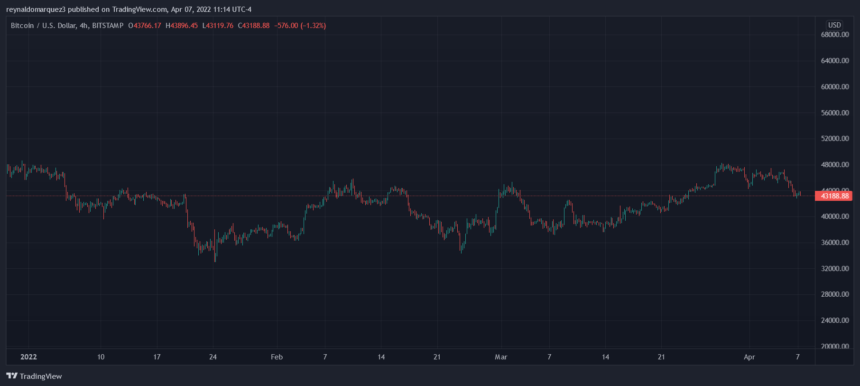 reynaldomarquez3 published on TradingView.com, Apr 07, 2022 11:14 UTC-4
Bitcoin / U.S. Dollar, 4h, BITSTAMP O43766.17 H43896.45 L43119.76 C43188.88 -576.00 (-1.32%)
USD
68000.00
64000.00
60000.00
56000.00
52000.00
48000.00
44000.00
43188.88
40000.00
36000.00
32000.00
28000.00
24000.00
20000.00
2022 10 17 24 Feb 7 14 21 Mar 7 14 21 Apr 7
TradingView